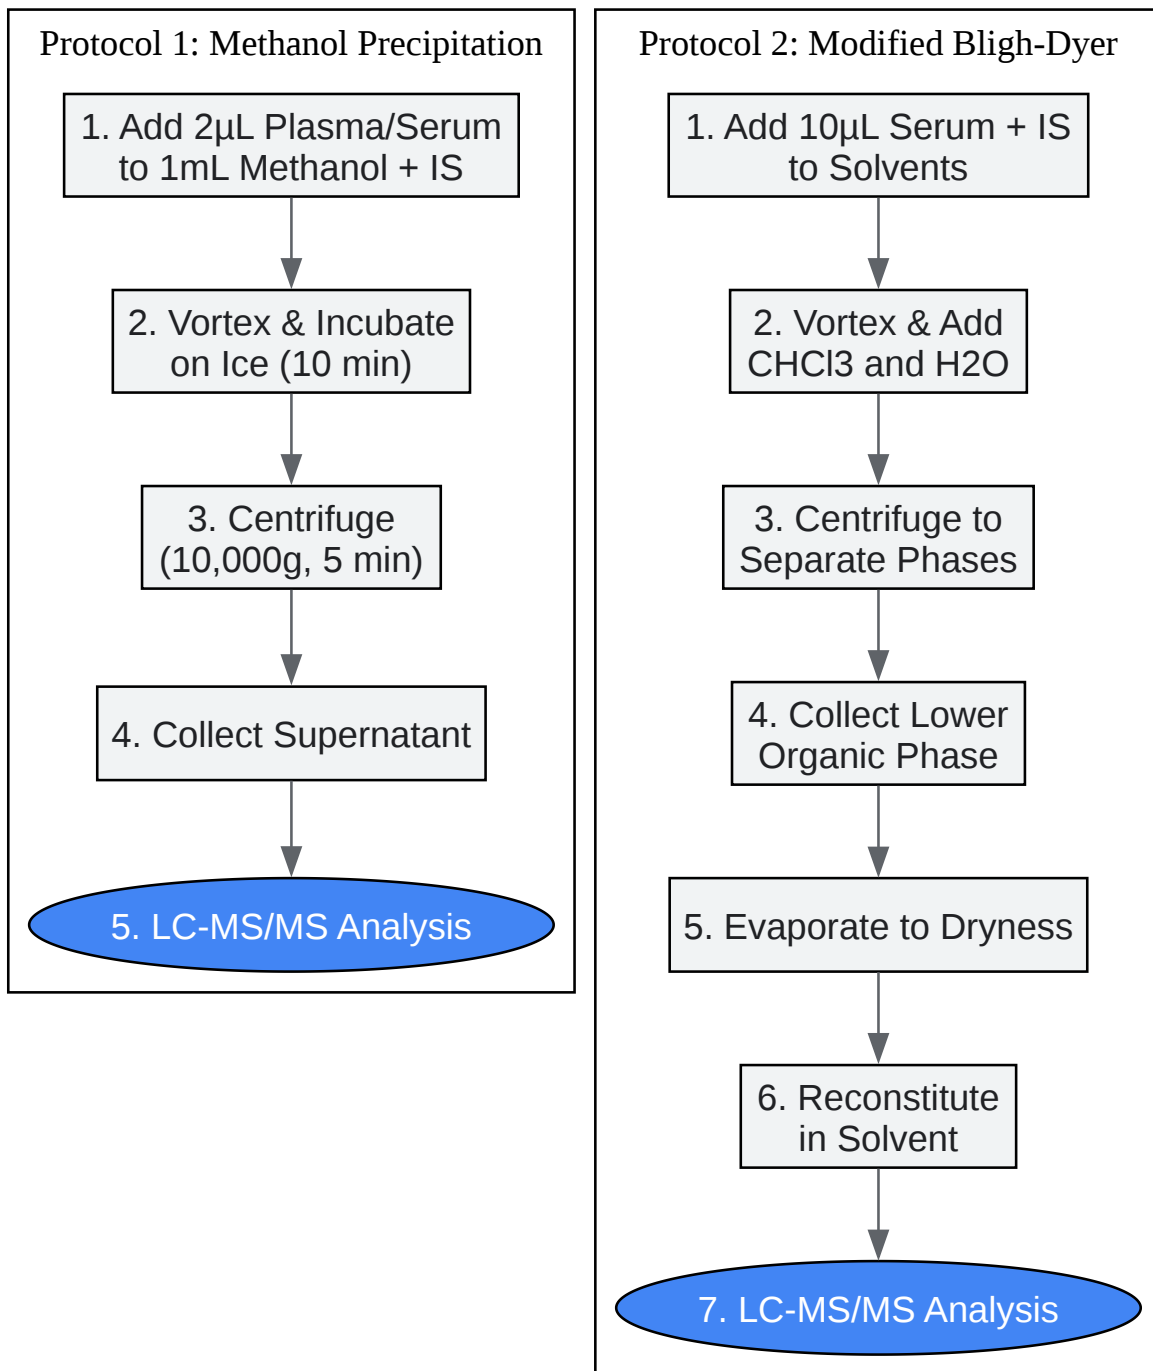 Protocol 1: Methanol Precipitation
1. Add 2µL Plasma/Serum
to 1mL Methanol + IS
2. Vortex & Incubate
on Ice (10 min)
3. Centrifuge
(10,000g, 5 min)
4. Collect Supernatant
5. LC-MS/MS Analysis
Protocol 2: Modified Bligh-Dyer
1. Add 10µL Serum + IS
to Solvents
2. Vortex & Add
CHCl3 and H2O
3. Centrifuge to
Separate Phases
4. Collect Lower
Organic Phase
5. Evaporate to Dryness
6. Reconstitute
in Solvent
7. LC-MS/MS Analysis